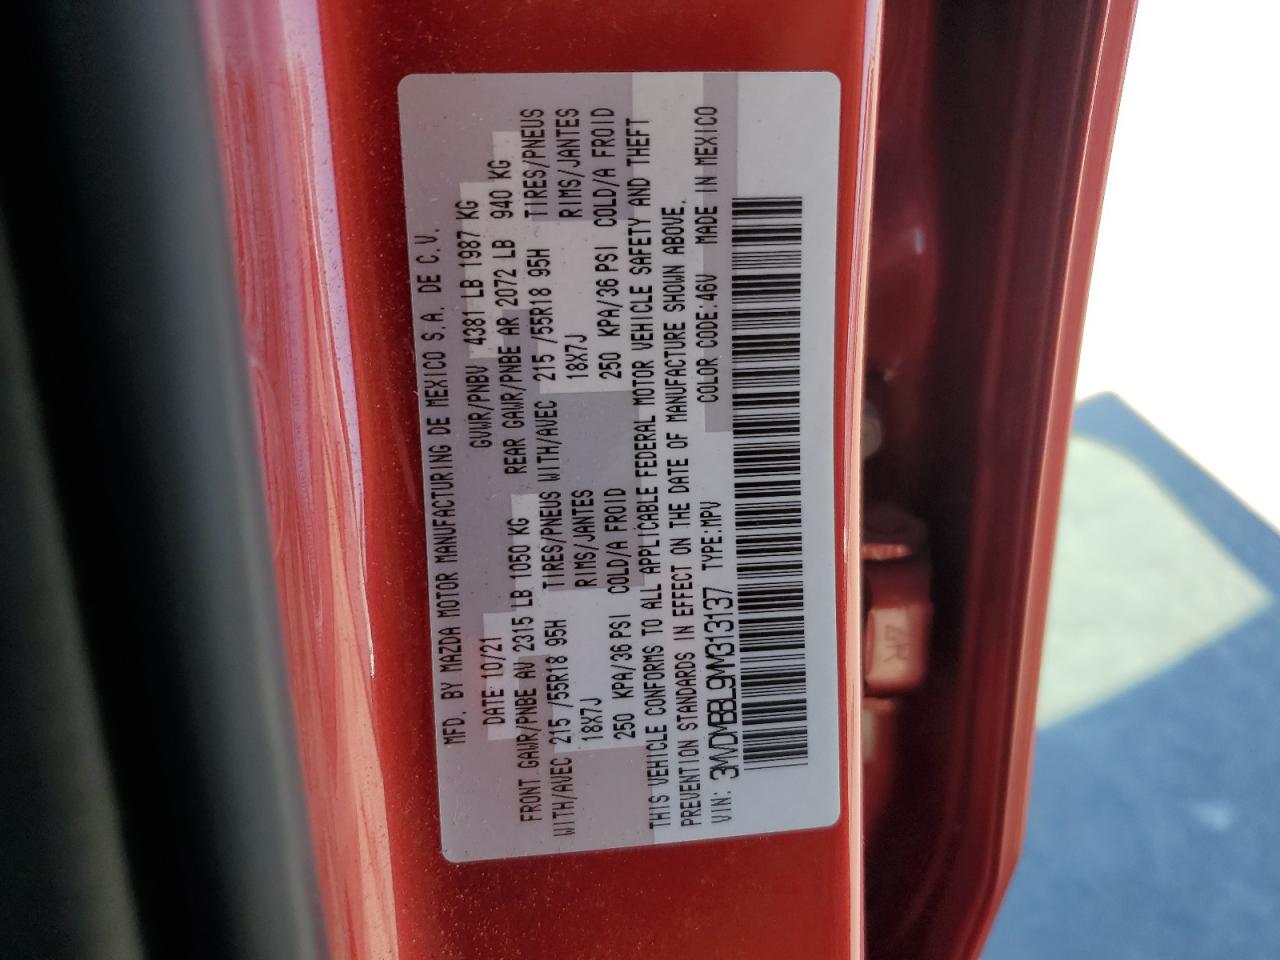 MFD. BY MAZDA MOTOR MANUFACTURING DE MEXICO S.A. DE C.V.
DATE 10/21 GVWR/PNBV 4381 LB 1987 KG
FRONT GAWR/PNBE AV 2315 LB 1050 KG REAR GAWR/PNBE AR 2072 LB 940 KG
WITH/AVEC 215 /55R18 95H TIRES/PNEUS WITH/AVEC 215 /55R18 95H TIRES/PNEUS
18X7J RIMS/JANTES 18X7J RIMS/JANTES
250 KPA/36 PSI COLD/A FROID 250 KPA/36 PSI COLD/A FROID
THIS VEHICLE CONFORMS TO ALL APPLICABLE FEDERAL MOTOR VEHICLE SAFETY AND THEFT
PREVENTION STANDARDS IN EFFECT ON THE DATE OF MANUFACTURE SHOWN ABOVE.
VIN: 3MVDMBBL9MM313137 TYPE:MPV COLOR CODE:46V MADE IN MEXICO